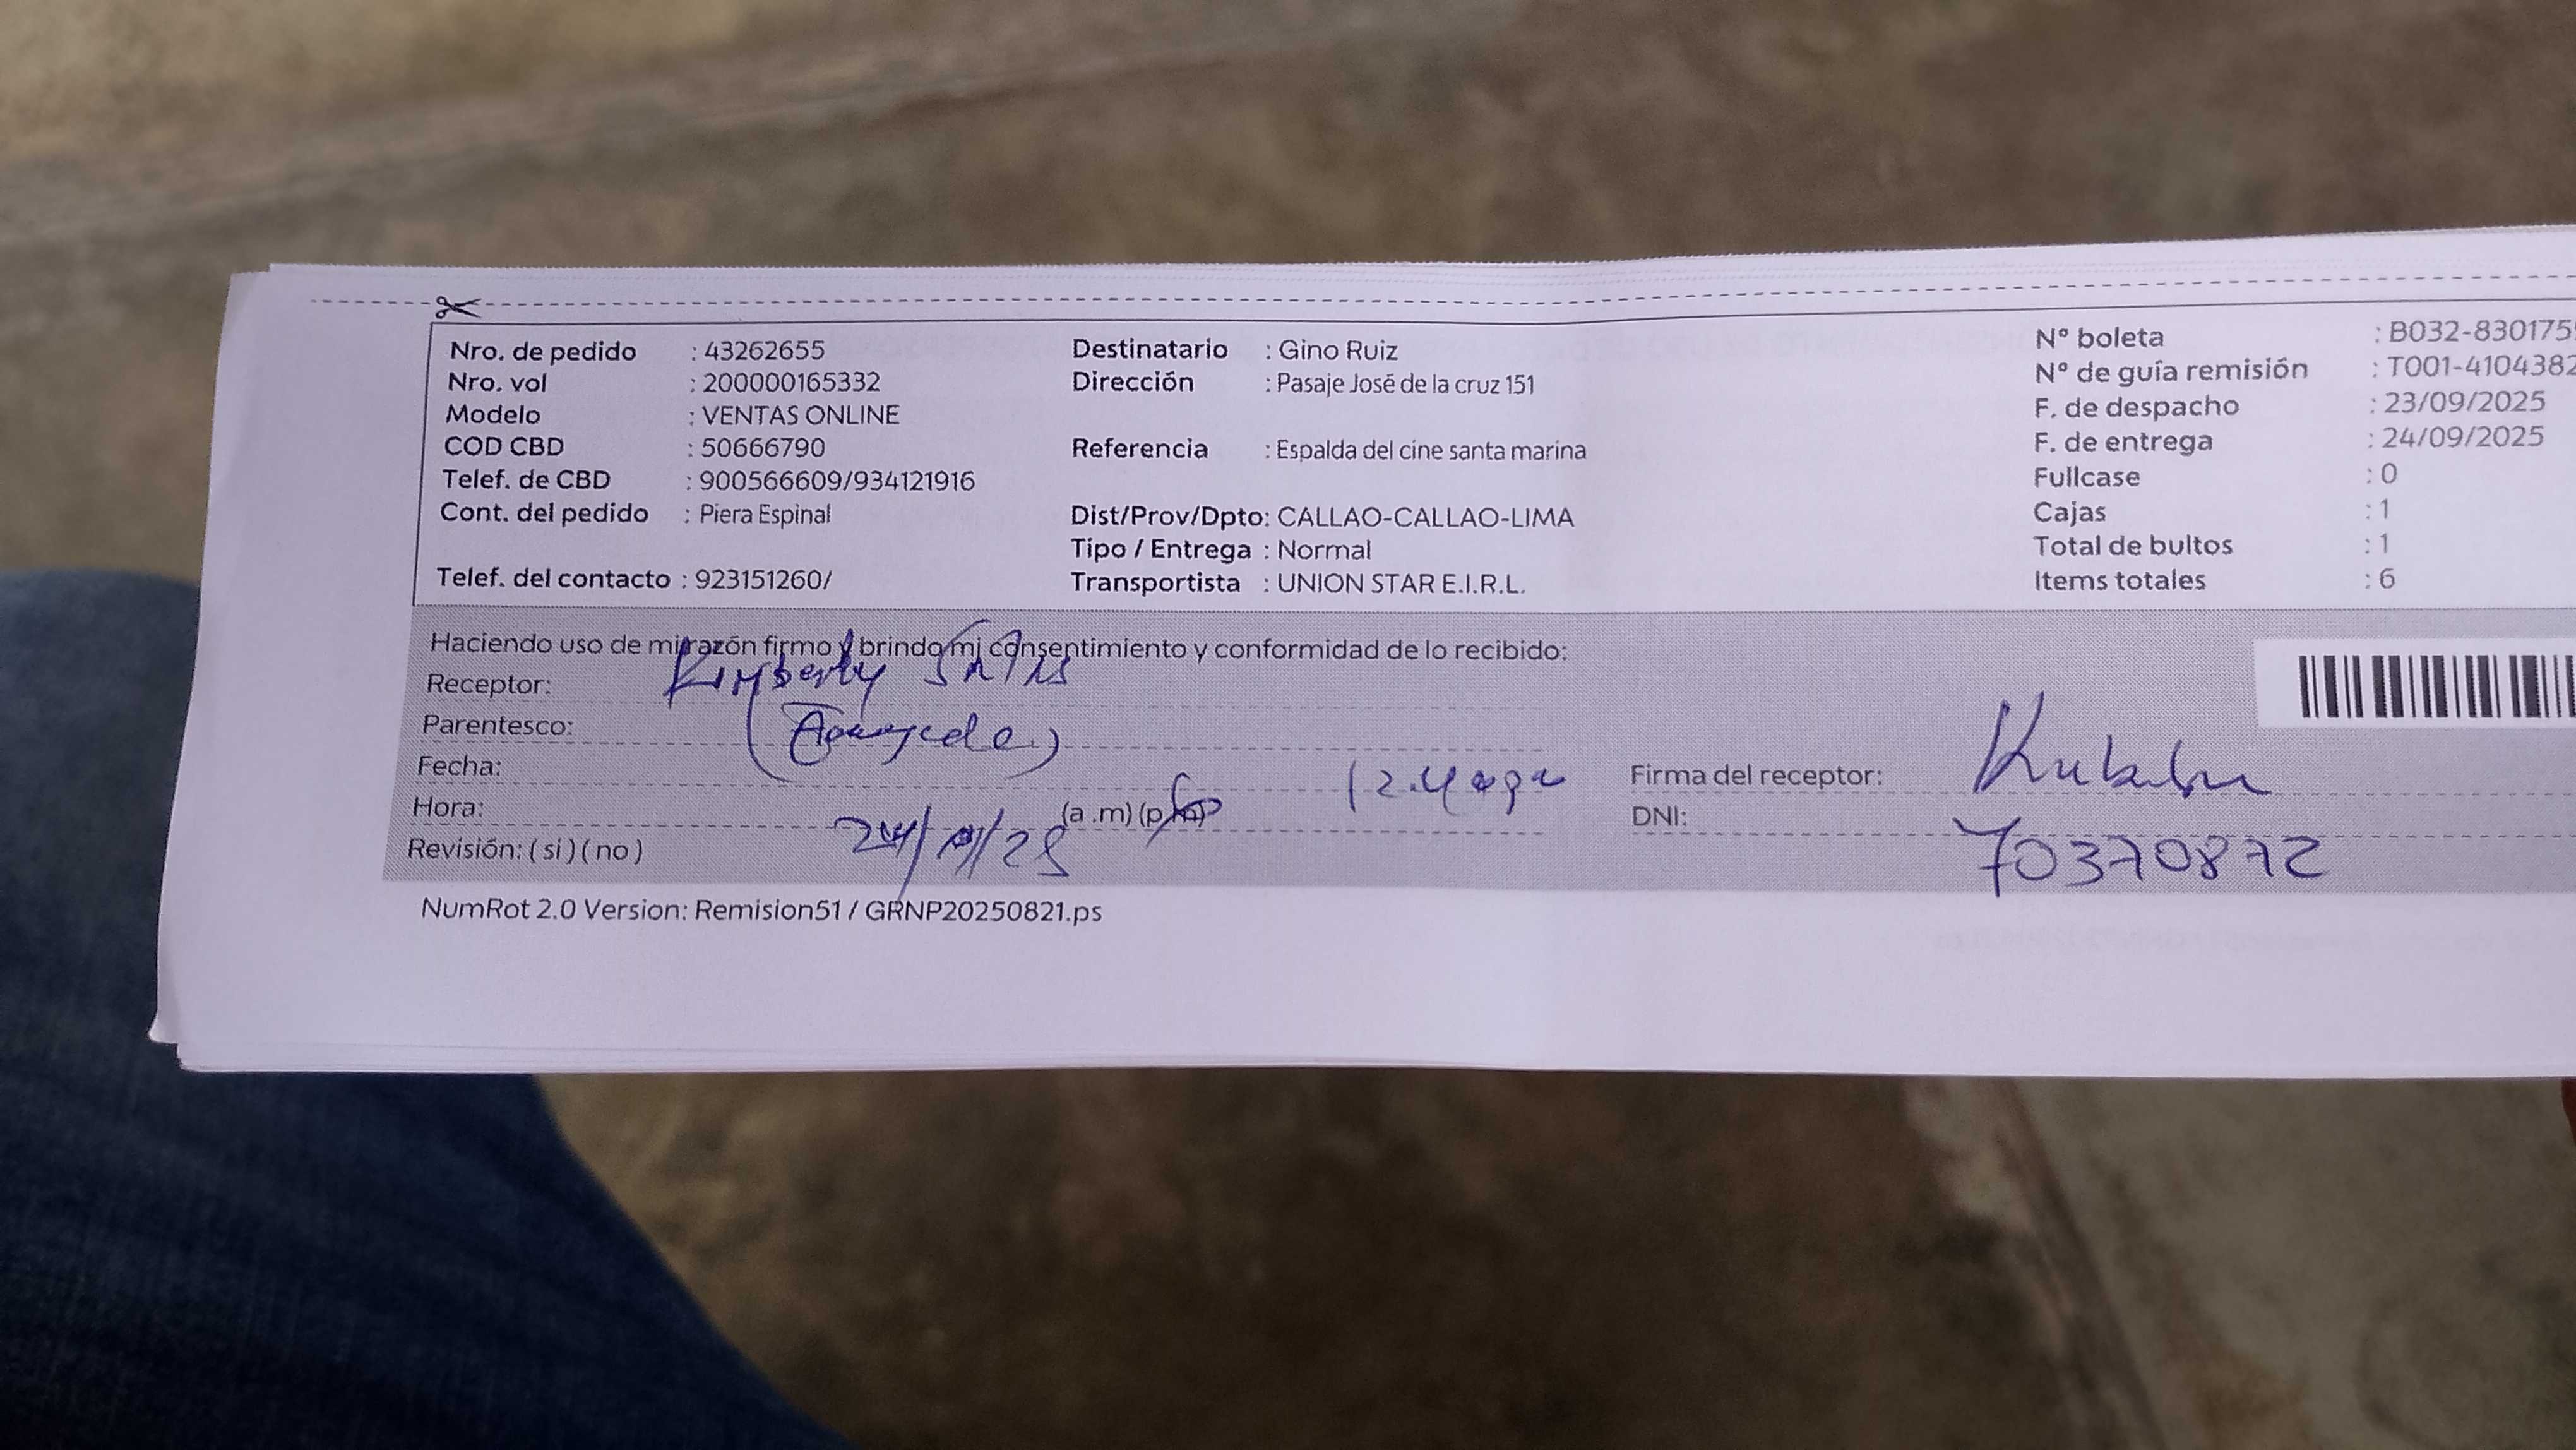 Nro. de pedido : 43262655
Nro. vol : 200000165332
Modelo : VENTAS ONLINE
COD CBD : 50666790
Telef. de CBD : 900566609/934121916
Cont. del pedido : Piera Espinal
Telef. del contacto : 923151260/
Destinatario : Gino Ruiz
Dirección : Pasaje José de la cruz 151
Referencia : Espalda del cine santa marina
Dist/Prov/Dpto: CALLAO-CALLAO-LIMA
Tipo / Entrega : Normal
Transportista : UNION STAR E.I.R.L.
Nº boleta : B032-830175
Nº de guía remisión : T001-4104382
F. de despacho : 23/09/2025
F. de entrega : 24/09/2025
Fullcase : 0
Cajas : 1
Total de bultos : 1
Items totales : 6
Haciendo uso de mi razón firmo y brindo mi consentimiento y conformidad de lo recibido:
Receptor: Kimberly
Parentesco:
Fecha:
Hora: (a .m) (p
Revisión: ( si ) ( no )
Firma del receptor:
DNI: 70370872
NumRot 2.0 Version: Remision51 / GRNP20250821.ps